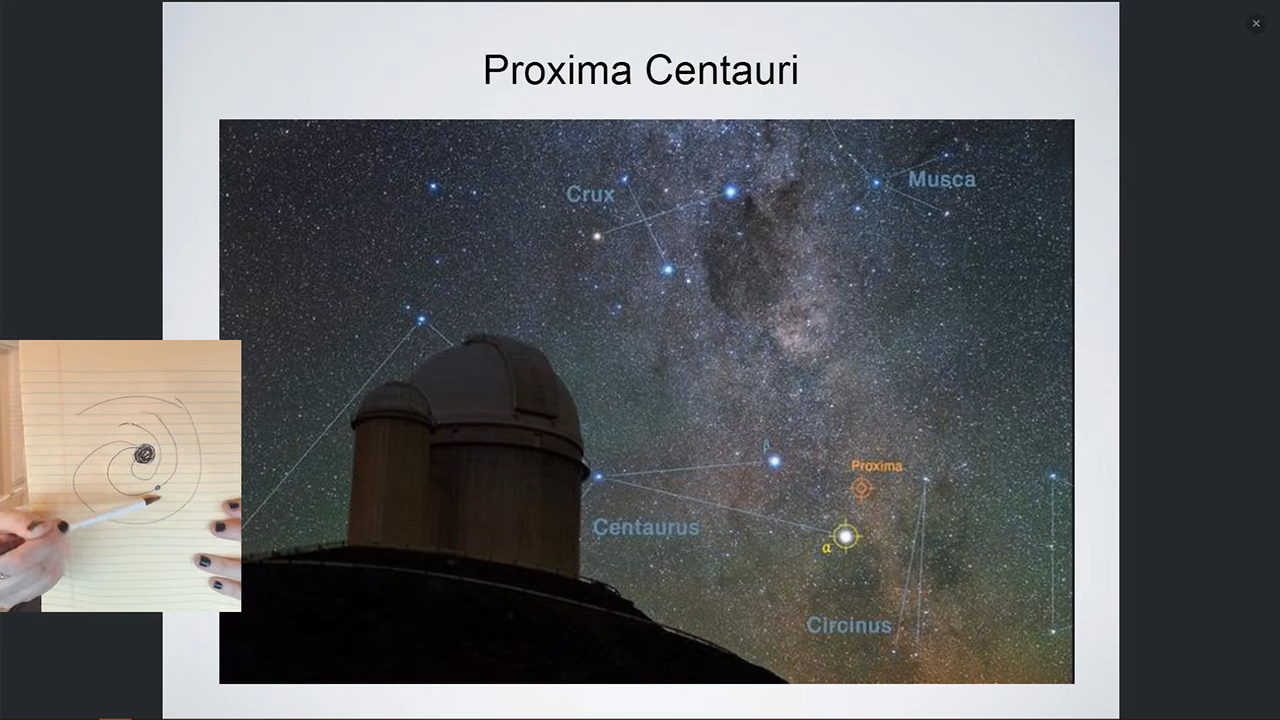 Proxima Centauri
Crux
Musca
β
Proxima
Centaurus
α
Circinus